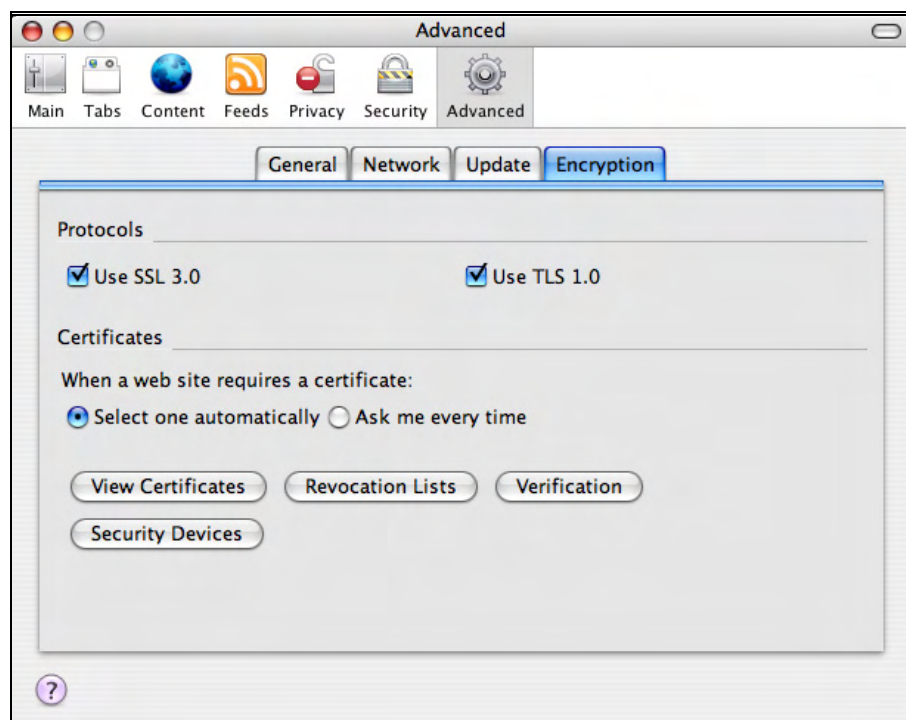 Advanced
Main Tabs Content Feeds Privacy Security Advanced
General Network Update Encryption
Protocols
Use SSL 3.0 Use TLS 1.0
Certificates
When a web site requires a certificate:
Select one automatically Ask me every time
View Certificates Revocation Lists Verification
Security Devices
?